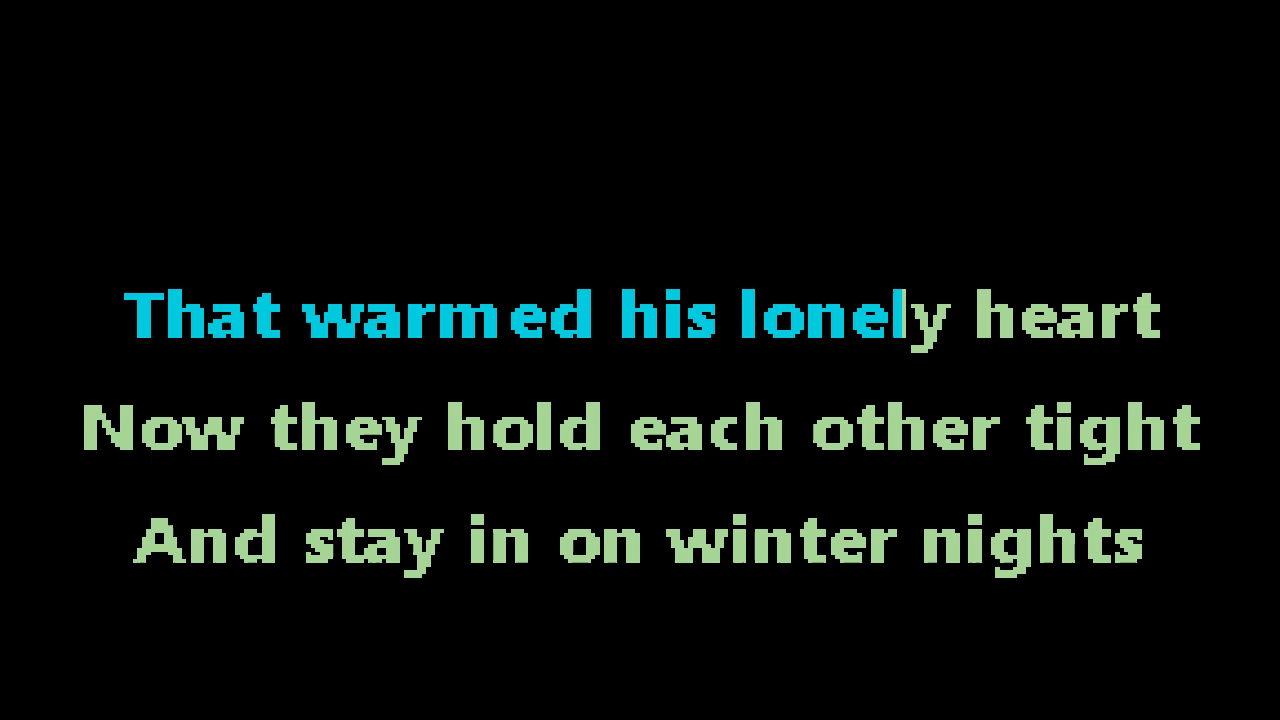 That warmed his lonely heart
Now they hold each other tight
And stay in on winter nights